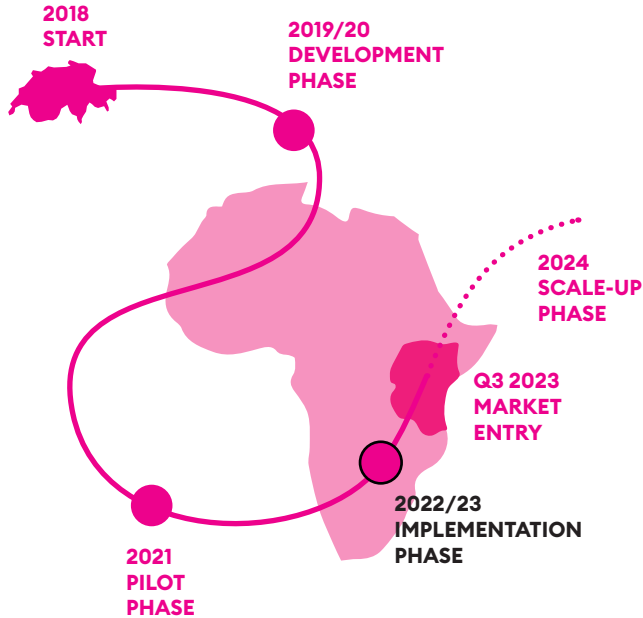 2018
START
2019/20
DEVELOPMENT
PHASE
2024
SCALE-UP
PHASE
Q3 2023
MARKET
ENTRY
2022/23
IMPLEMENTATION
PHASE
2021
PILOT
PHASE